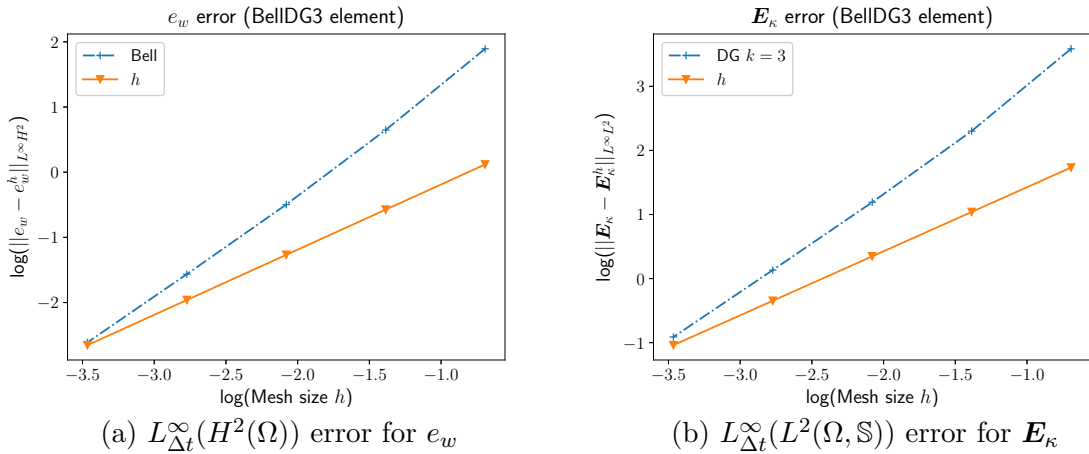 e_w error (BellDG3 element)
Bell
h
log(||e_w − e_w^h||_{L^∞H^2})
2
1
0
−1
−2
−3.5 −3.0 −2.5 −2.0 −1.5 −1.0
log(Mesh size h)
(a) L^∞_{Δt}(H^2(Ω)) error for e_w
E_κ error (BellDG3 element)
DG k = 3
h
log(||E_κ − E_κ^h||_{L^∞L^2})
3
2
1
0
−1
−3.5 −3.0 −2.5 −2.0 −1.5 −1.0
log(Mesh size h)
(b) L^∞_{Δt}(L^2(Ω, 𝕊)) error for E_κ